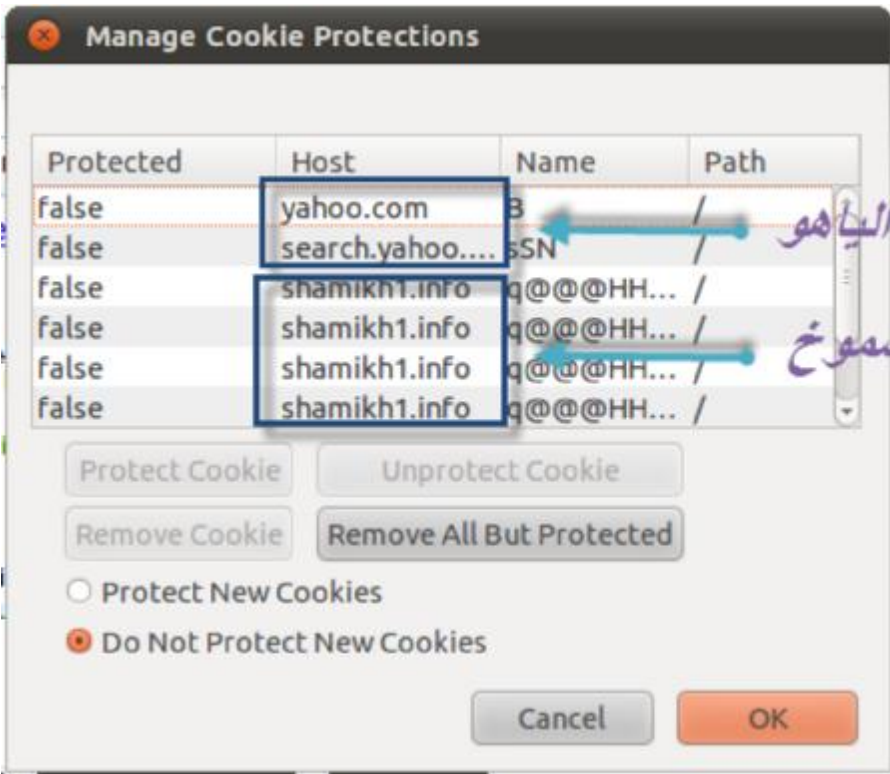 Manage Cookie Protections
Protected Host Name Path
false yahoo.com B /
false search.yahoo.... sSN /
false shamikh1.info q@@@HH... /
false shamikh1.info q@@@HH... /
false shamikh1.info q@@@HH... /
false shamikh1.info q@@@HH... /
الياهو
Protect Cookie Unprotect Cookie
Remove Cookie Remove All But Protected
Protect New Cookies
Do Not Protect New Cookies
Cancel OK